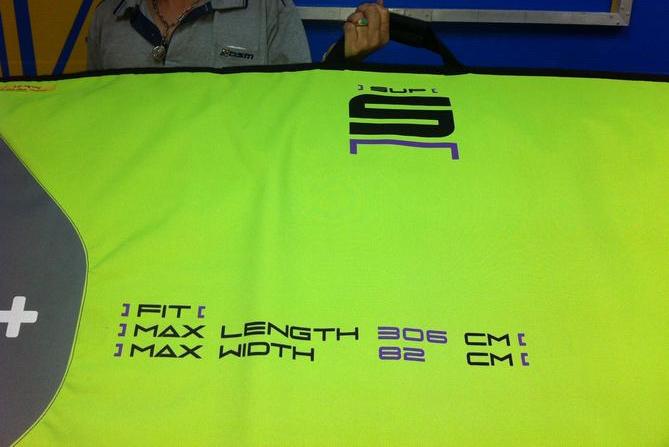 ]SUP[
S
]FIT[
]MAX LENGTH 306 CM[
]MAX WIDTH 82 CM[